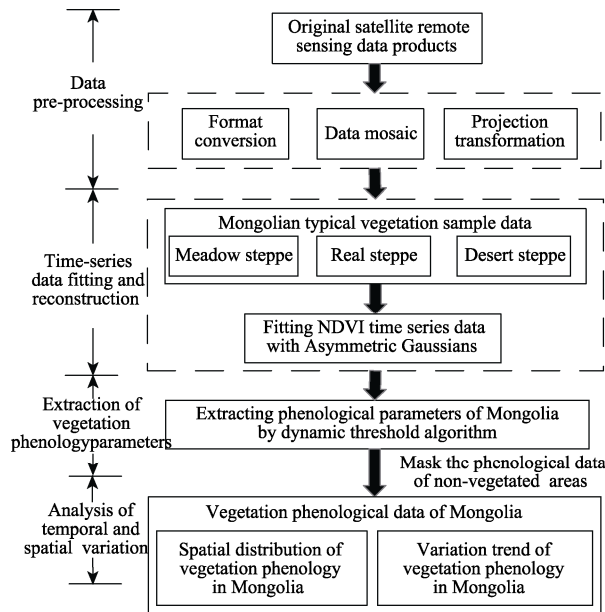 Original satellite remote
sensing data products
Data
pre-processing
Format
conversion
Data mosaic
Projection
transformation
Mongolian typical vegetation sample data
Meadow steppe
Real steppe
Desert steppe
Time-series
data fitting and
reconstruction
Fitting NDVI time series data
with Asymmetric Gaussians
Extraction of
vegetation
phenologyparameters
Extracting phenological parameters of Mongolia
by dynamic threshold algorithm
Mask the phenological data
of non-vegetated areas
Analysis of
temporal and
spatial variation
Vegetation phenological data of Mongolia
Spatial distribution of
vegetation phenology
in Mongolia
Variation trend of
vegetation phenology
in Mongolia